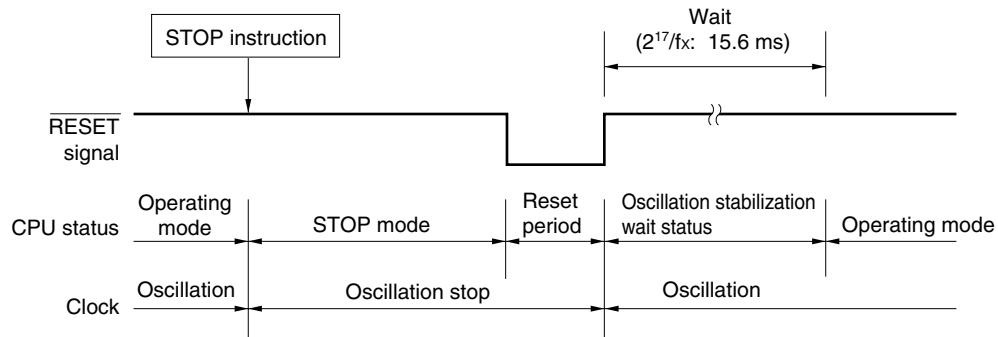 Wait
(2¹⁷/fx: 15.6 ms)
STOP instruction
RESET
signal
CPU status
Operating
mode
STOP mode
Reset
period
Oscillation stabilization
wait status
Operating mode
Clock
Oscillation
Oscillation stop
Oscillation